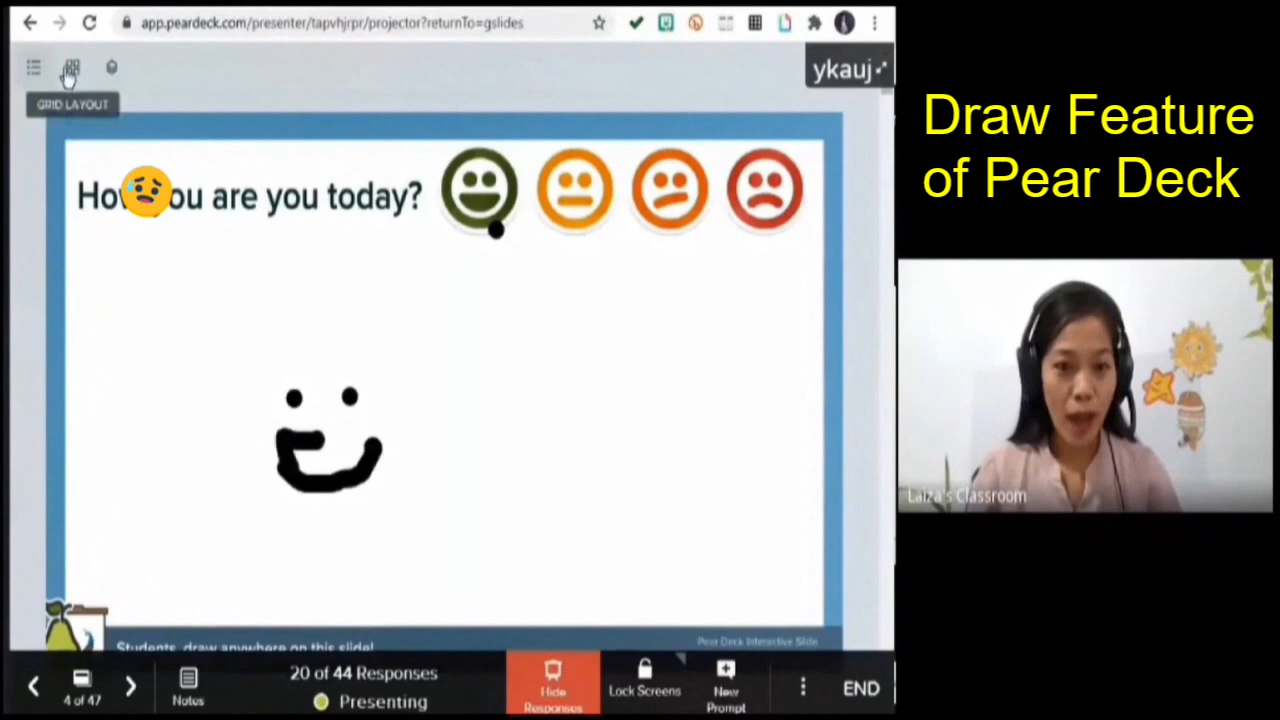 app.peardeck.com/presenter/tapvhjrpr/projector?returnTo=gslides
ykauj
GRID LAYOUT
Draw Feature
of Pear Deck
you are you today?
Laiza's Classroom
Students, draw anywhere on this slide!
Pear Deck Interactive Slide
4 of 47
Notes
20 of 44 Responses
Presenting
Hide
Responses
Lock Screens
New
Prompt
END